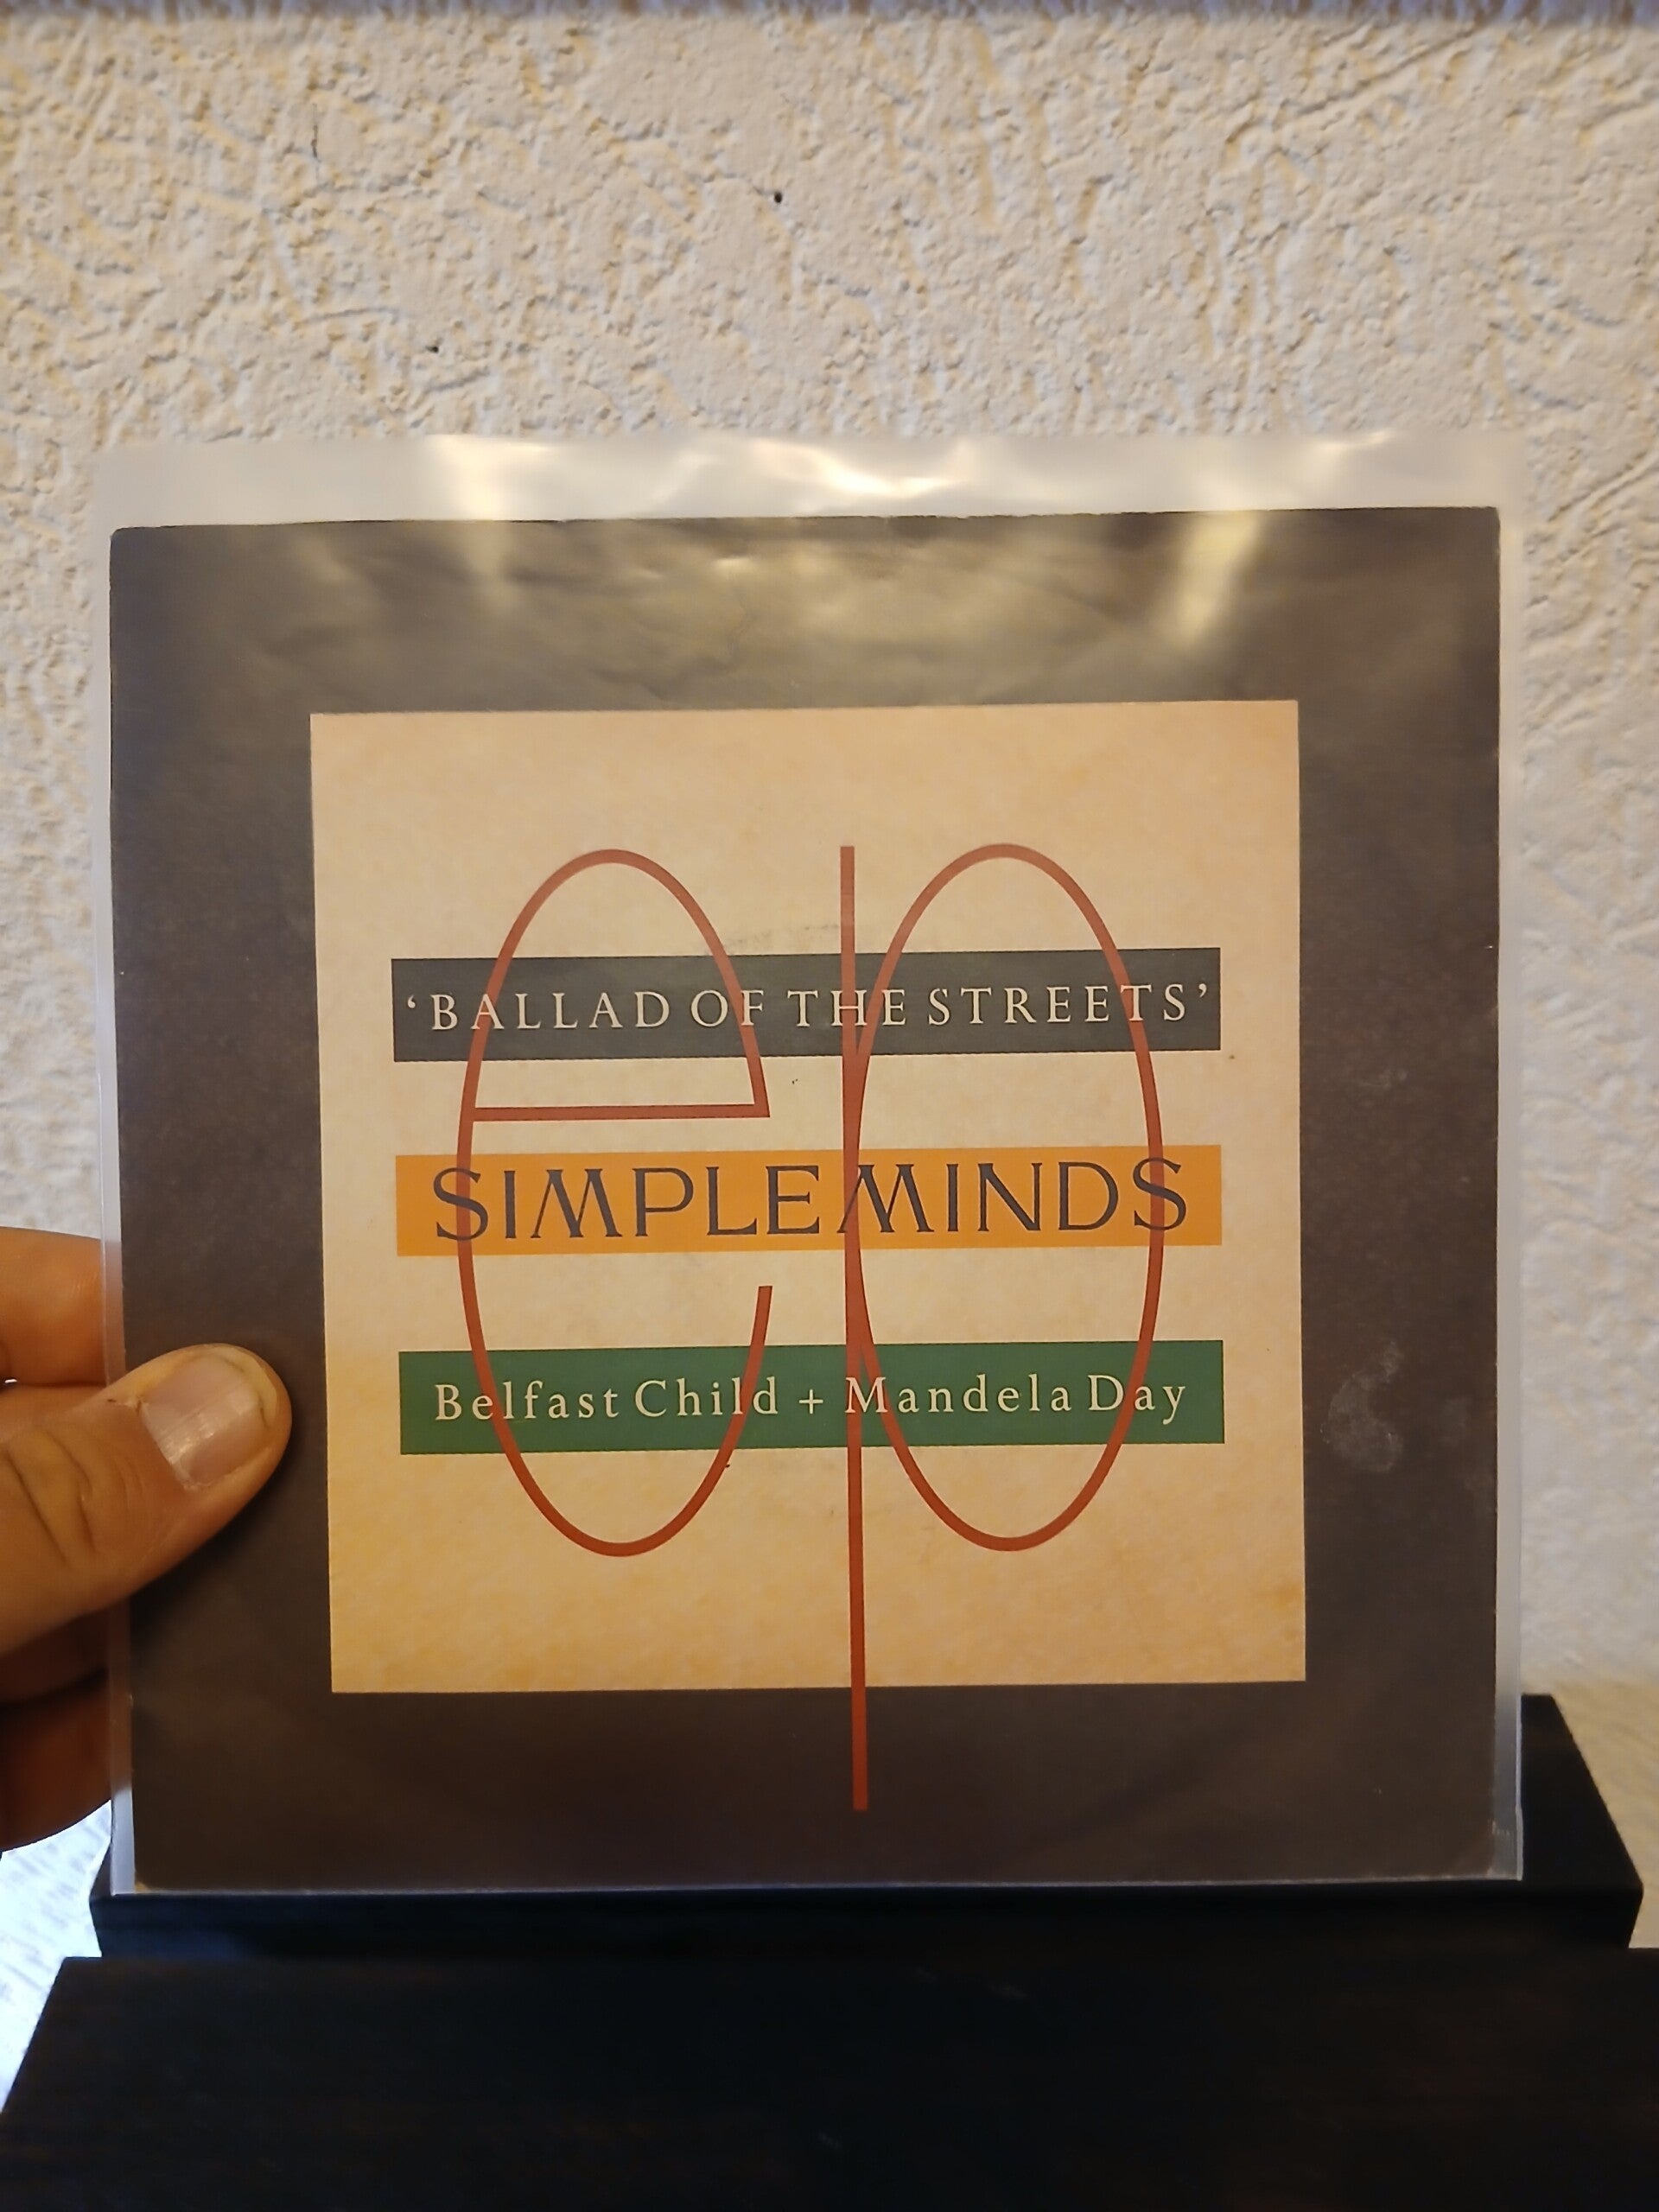 ep
‘BALLAD OF THE STREETS’
SIMPLE MINDS
Belfast Child + Mandela Day